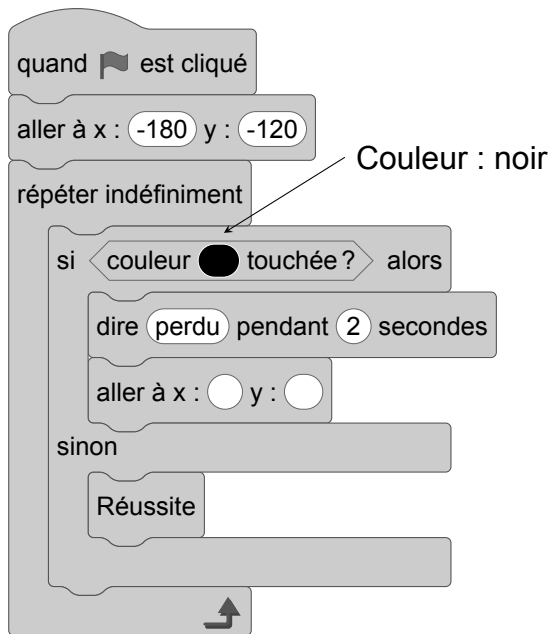 quand est cliqué
aller à x : -180 y : -120
Couleur : noir
répéter indéfiniment
si couleur touchée ? alors
dire perdu pendant 2 secondes
aller à x : y :
sinon
Réussite